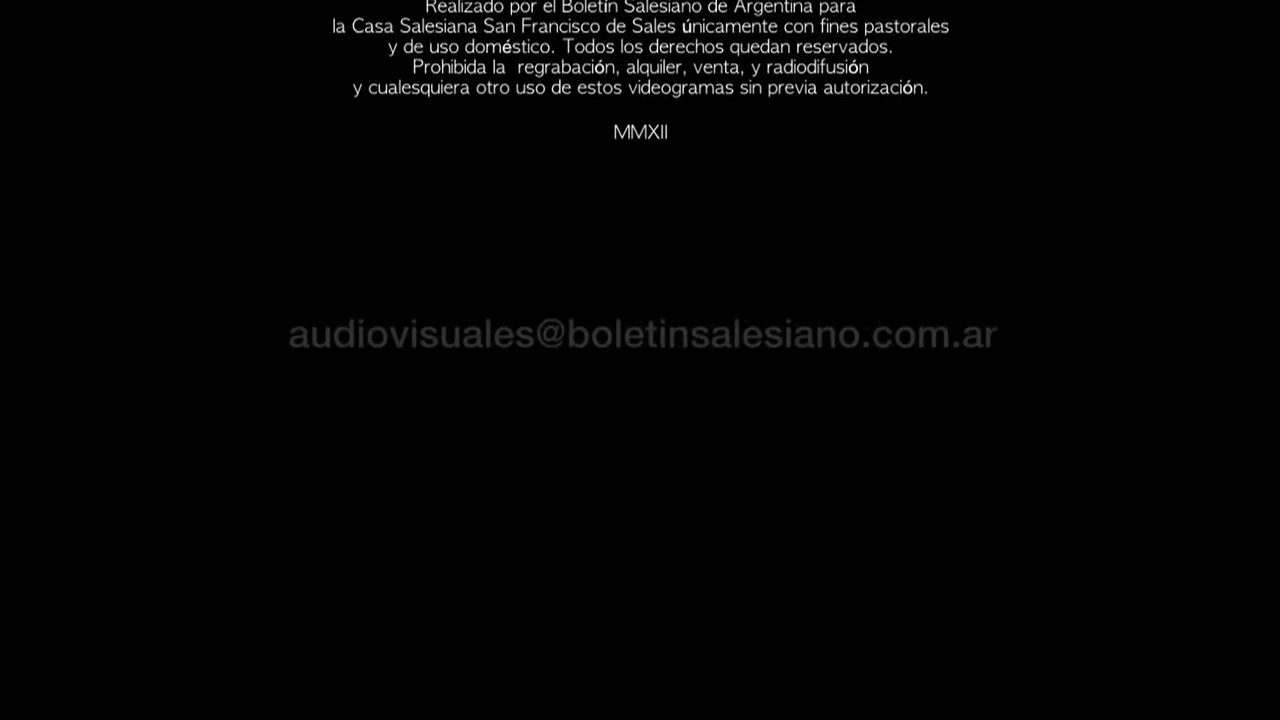 Realizado por el Boletín Salesiano de Argentina para
la Casa Salesiana San Francisco de Sales únicamente con fines pastorales
y de uso doméstico. Todos los derechos quedan reservados.
Prohibida la  regrabación, alquiler, venta, y radiodifusión
y cualesquiera otro uso de estos videogramas sin previa autorización.
MMXII
audiovisuales@boletinsalesiano.com.ar